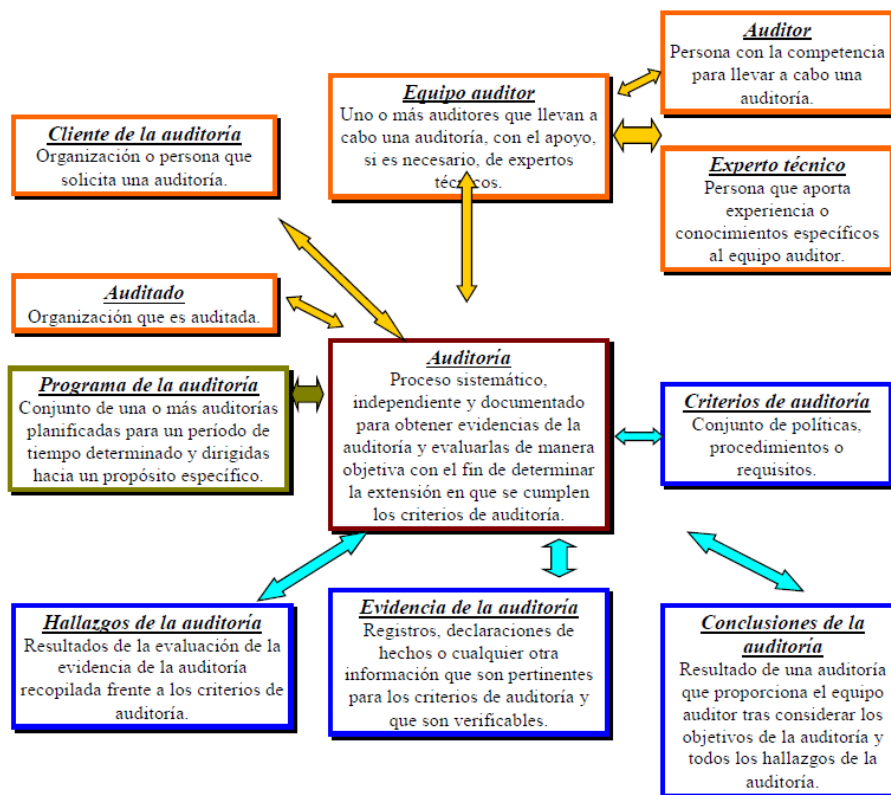 Auditor
Persona con la competencia
para llevar a cabo una
auditoría.
Equipo auditor
Uno o más auditores que llevan a
cabo una auditoría, con el apoyo,
si es necesario, de expertos
técnicos.
Cliente de la auditoría
Organización o persona que
solicita una auditoría.
Experto técnico
Persona que aporta
experiencia o
conocimientos específicos
al equipo auditor.
Auditado
Organización que es auditada.
Auditoría
Proceso sistemático,
independiente y documentado
para obtener evidencias de la
auditoría y evaluarlas de manera
objetiva con el fín de determinar
la extensión en que se cumplen
los criterios de auditoría.
Programa de la auditoría
Conjunto de una o más auditorías
planificadas para un período de
tiempo determinado y dirigidas
hacia un propósito específico.
Criterios de auditoría
Conjunto de políticas,
procedimientos o
requisitos.
Hallazgos de la auditoría
Resultados de la evaluación de la
evidencia de la auditoría
recopilada frente a los criterios de
auditoría.
Evidencia de la auditoría
Registros, declaraciones de
hechos o cualquier otra
información que son pertinentes
para los criterios de auditoría y
que son verificables.
Conclusiones de la
auditoría
Resultado de una auditoría
que proporciona el equipo
auditor tras considerar los
objetivos de la auditoría y
todos los hallazgos de la
auditoría.